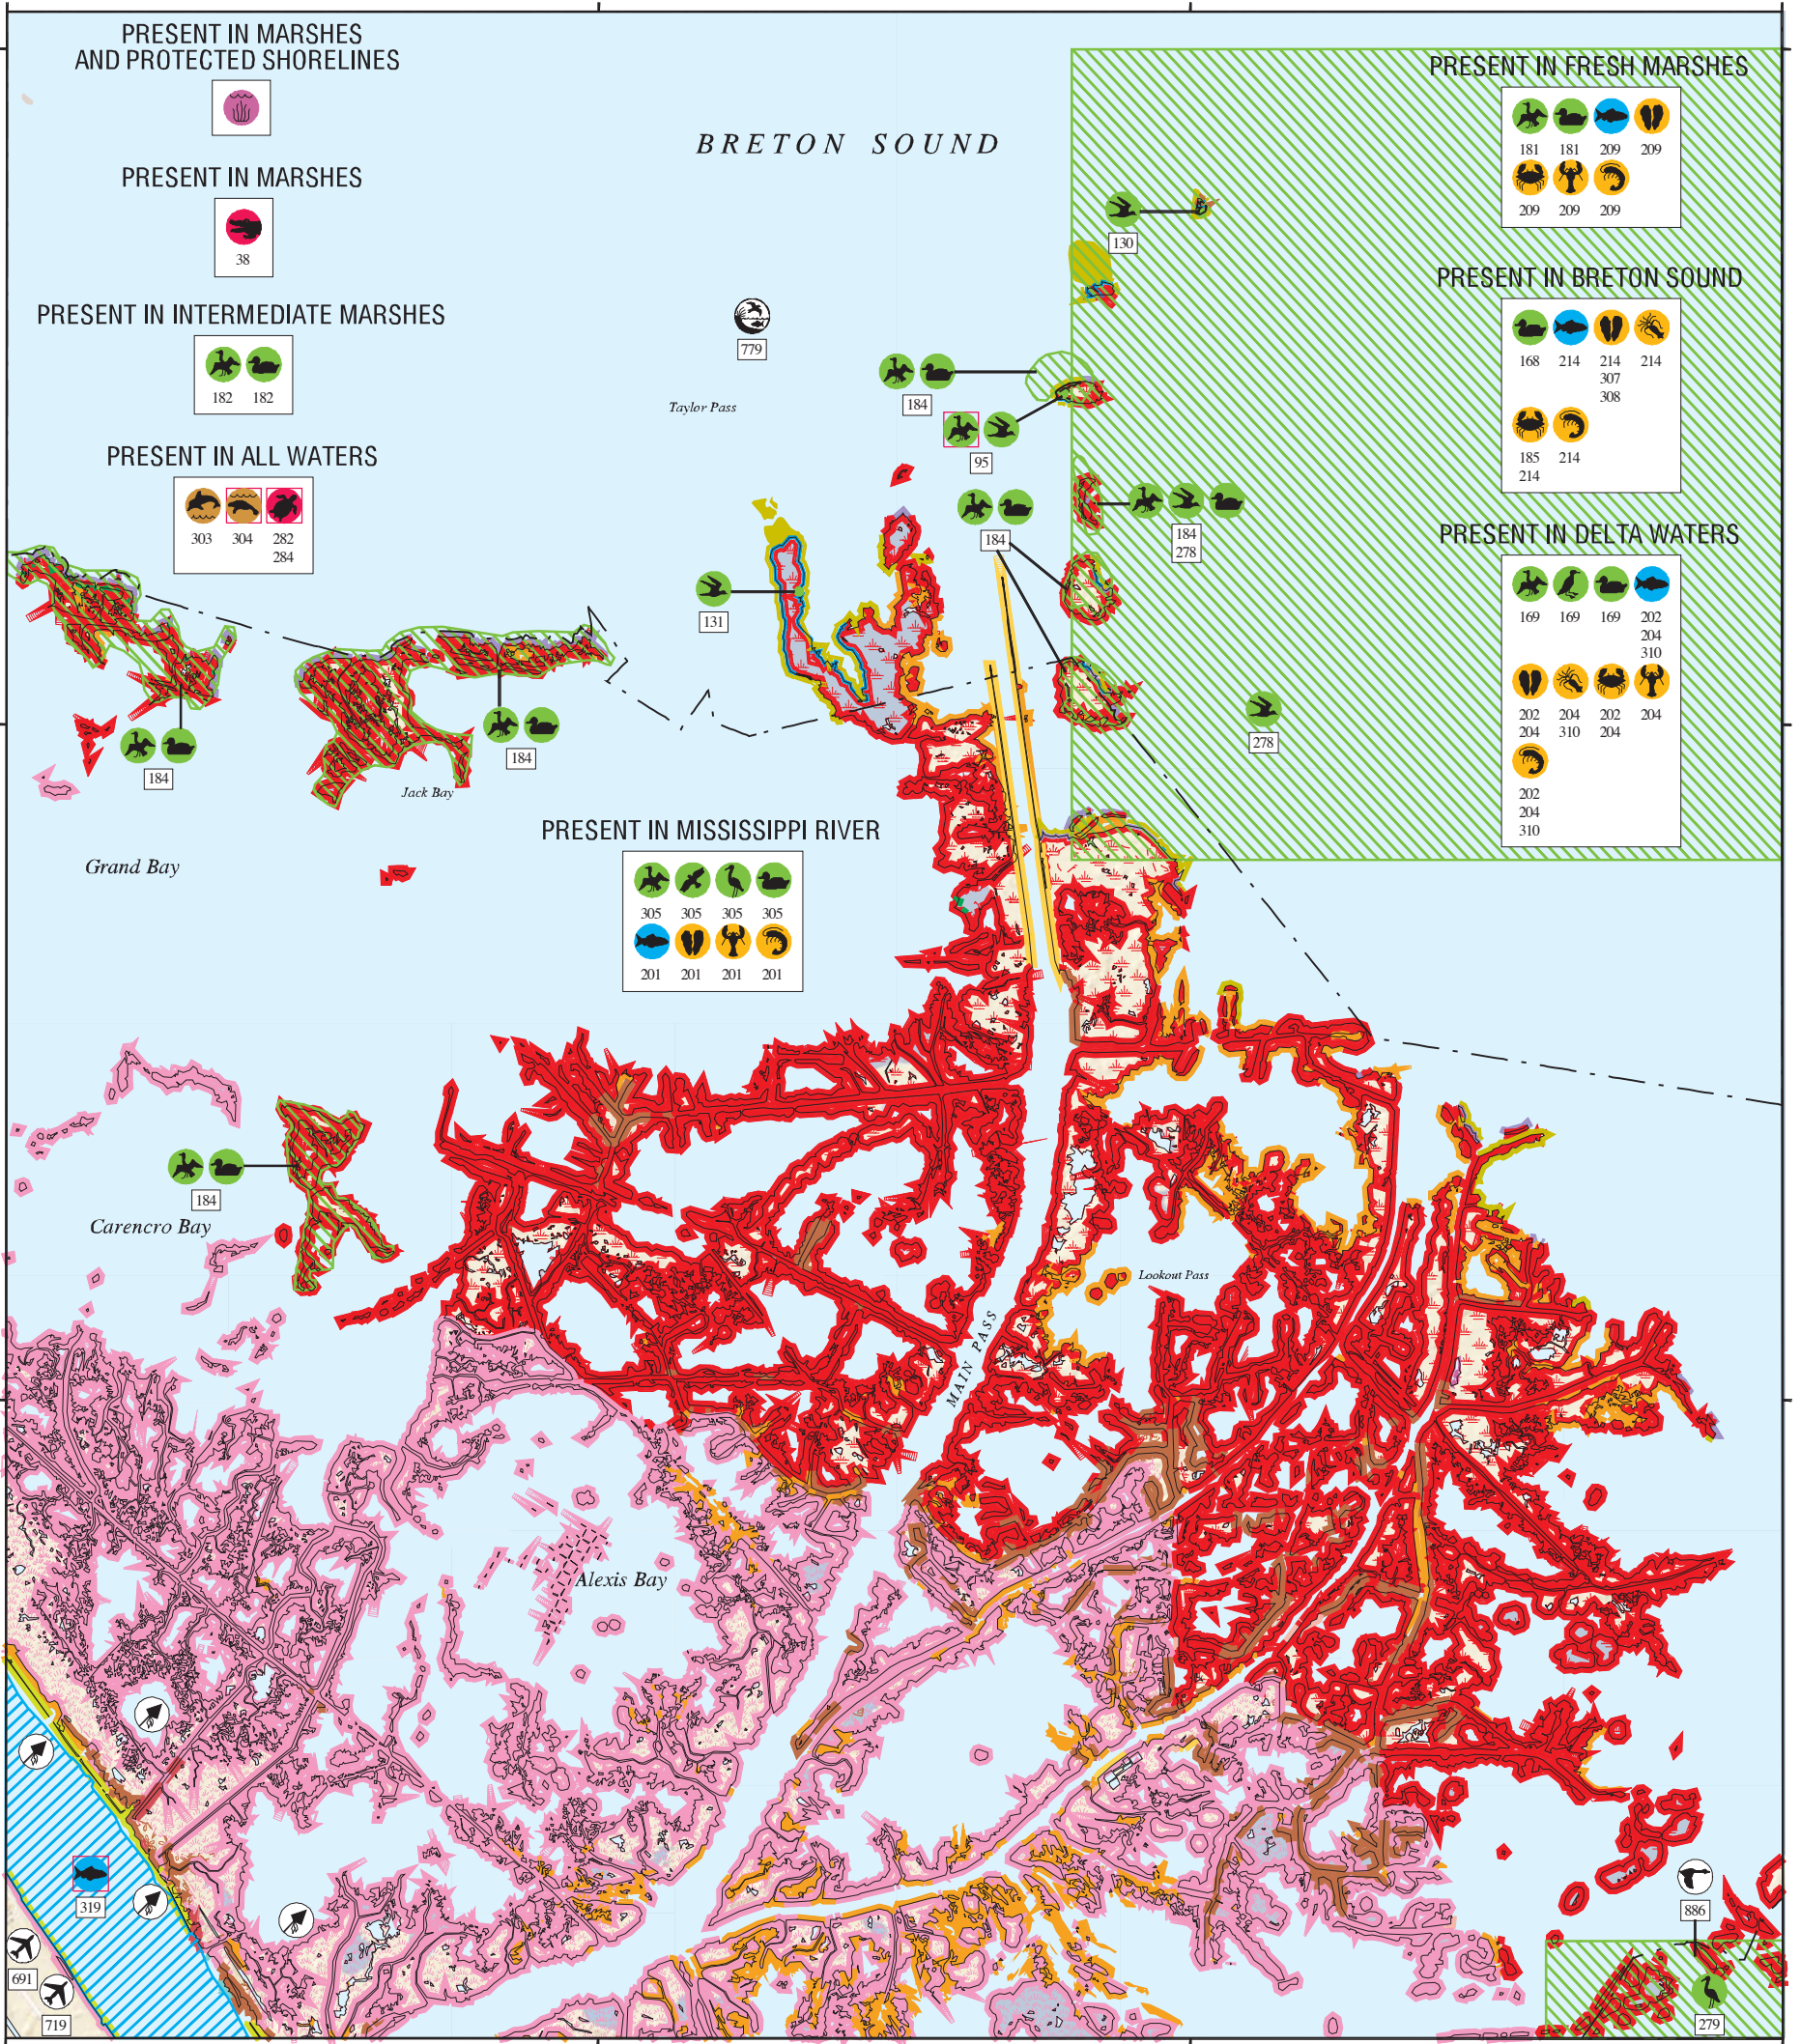 PRESENT IN MARSHES
AND PROTECTED SHORELINES
PRESENT IN MARSHES
38
PRESENT IN INTERMEDIATE MARSHES
182 182
PRESENT IN ALL WATERS
303 304 282
284
BRETON SOUND
PRESENT IN FRESH MARSHES
181 181 209 209
209 209 209
PRESENT IN BRETON SOUND
168 214 214 214
307
308
185 214
214
PRESENT IN DELTA WATERS
169 169 169 202
204
310
202 204 202 204
204 310 204
202
204
310
130
779
Taylor Pass
184
95
184
184
278
131
278
184
184
Jack Bay
Grand Bay
PRESENT IN MISSISSIPPI RIVER
305 305 305 305
201 201 201 201
184
Carencro Bay
Lookout Pass
MAIN PASS
Alexis Bay
319
691
719
886
279